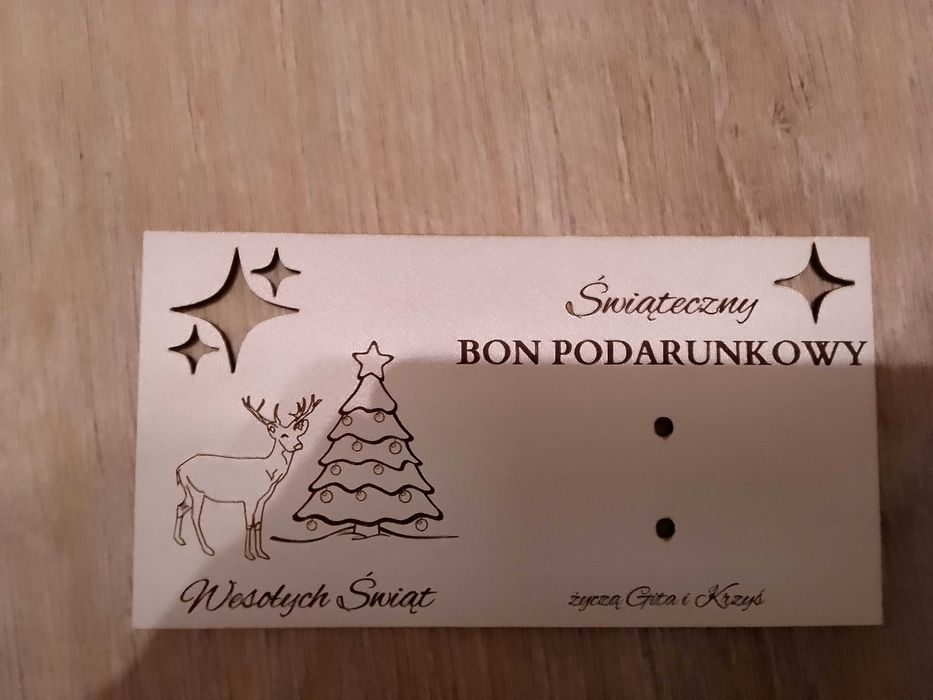 Świąteczny
BON PODARUNKOWY
Wesołych Świąt
życzą Gita i Krzyś